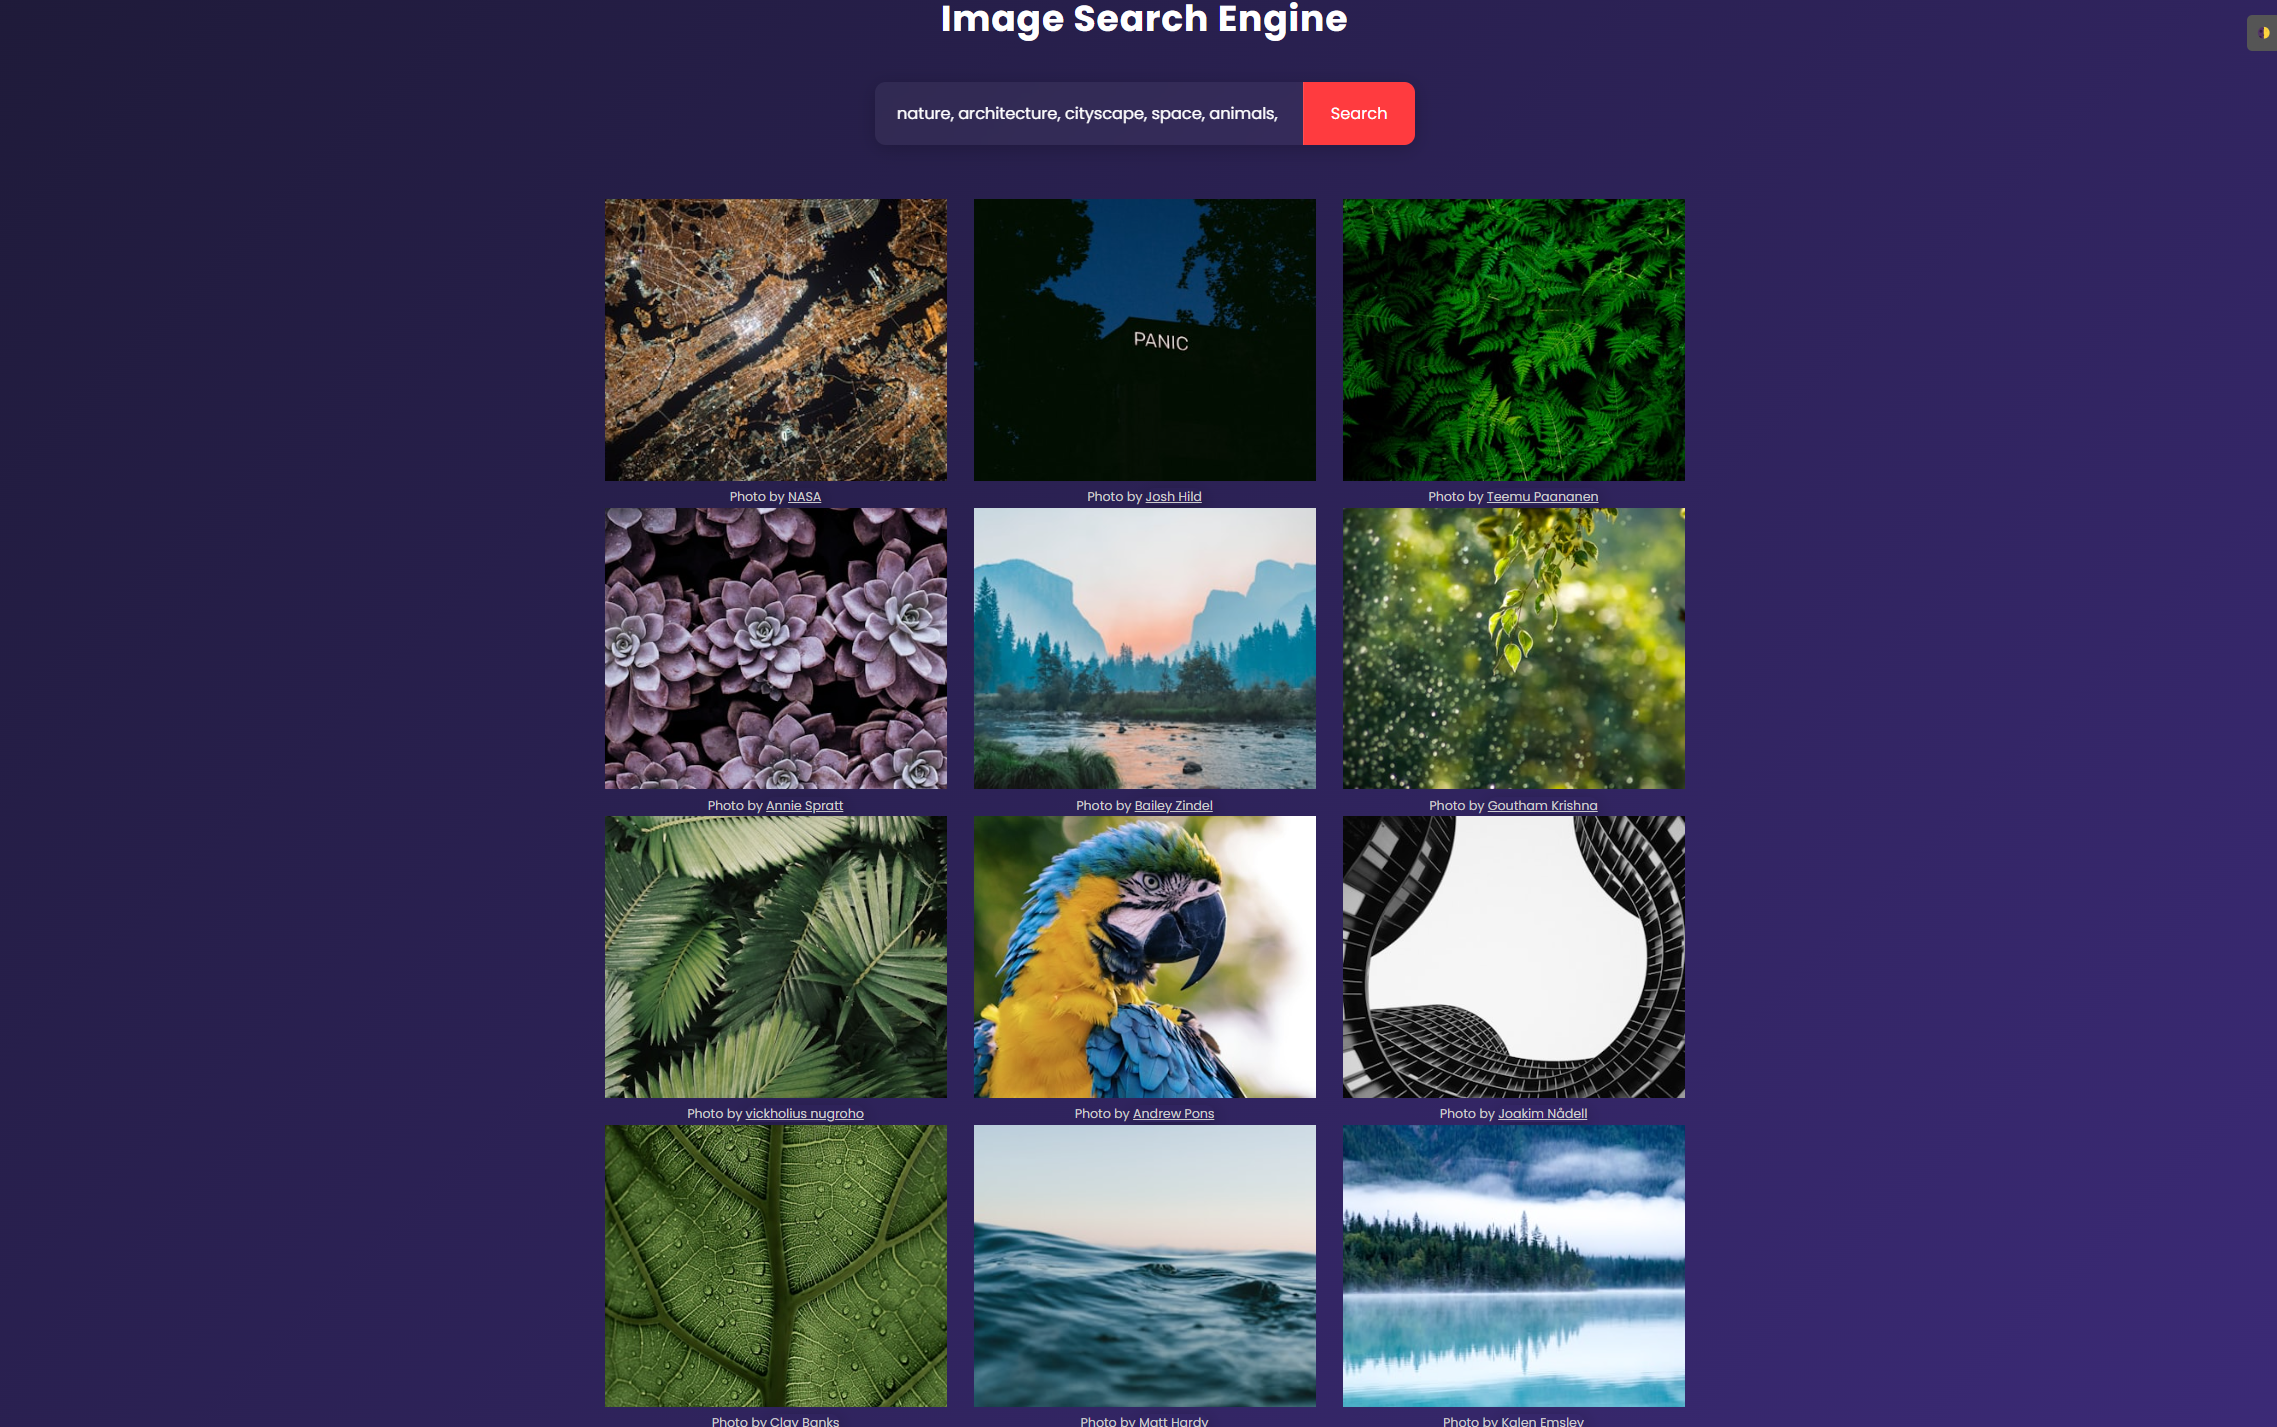 Image Search Engine
nature, architecture, cityscape, space, animals,
Search
PANIC
Photo by NASA
Photo by Josh Hild
Photo by Teemu Paananen
Photo by Annie Spratt
Photo by Bailey Zindel
Photo by Goutham Krishna
Photo by vickholius nugroho
Photo by Andrew Pons
Photo by Joakim Nådell
Photo by Clay Banks
Photo by Matt Hardy
Photo by Kalen Emsley